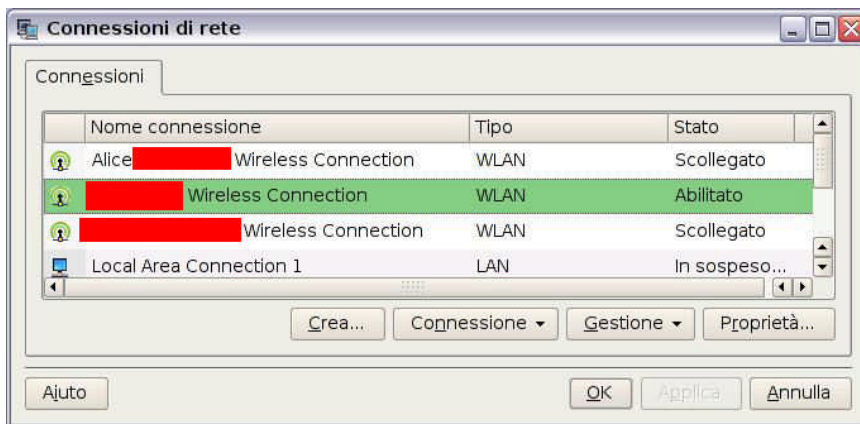 Connessioni di rete
Connessioni
Nome connessione Tipo Stato
Alice Wireless Connection WLAN Scollegato
Wireless Connection WLAN Abilitato
Wireless Connection WLAN Scollegato
Local Area Connection 1 LAN In sospeso...
Crea... Connessione Gestione Proprietà...
Aiuto OK Applica Annulla